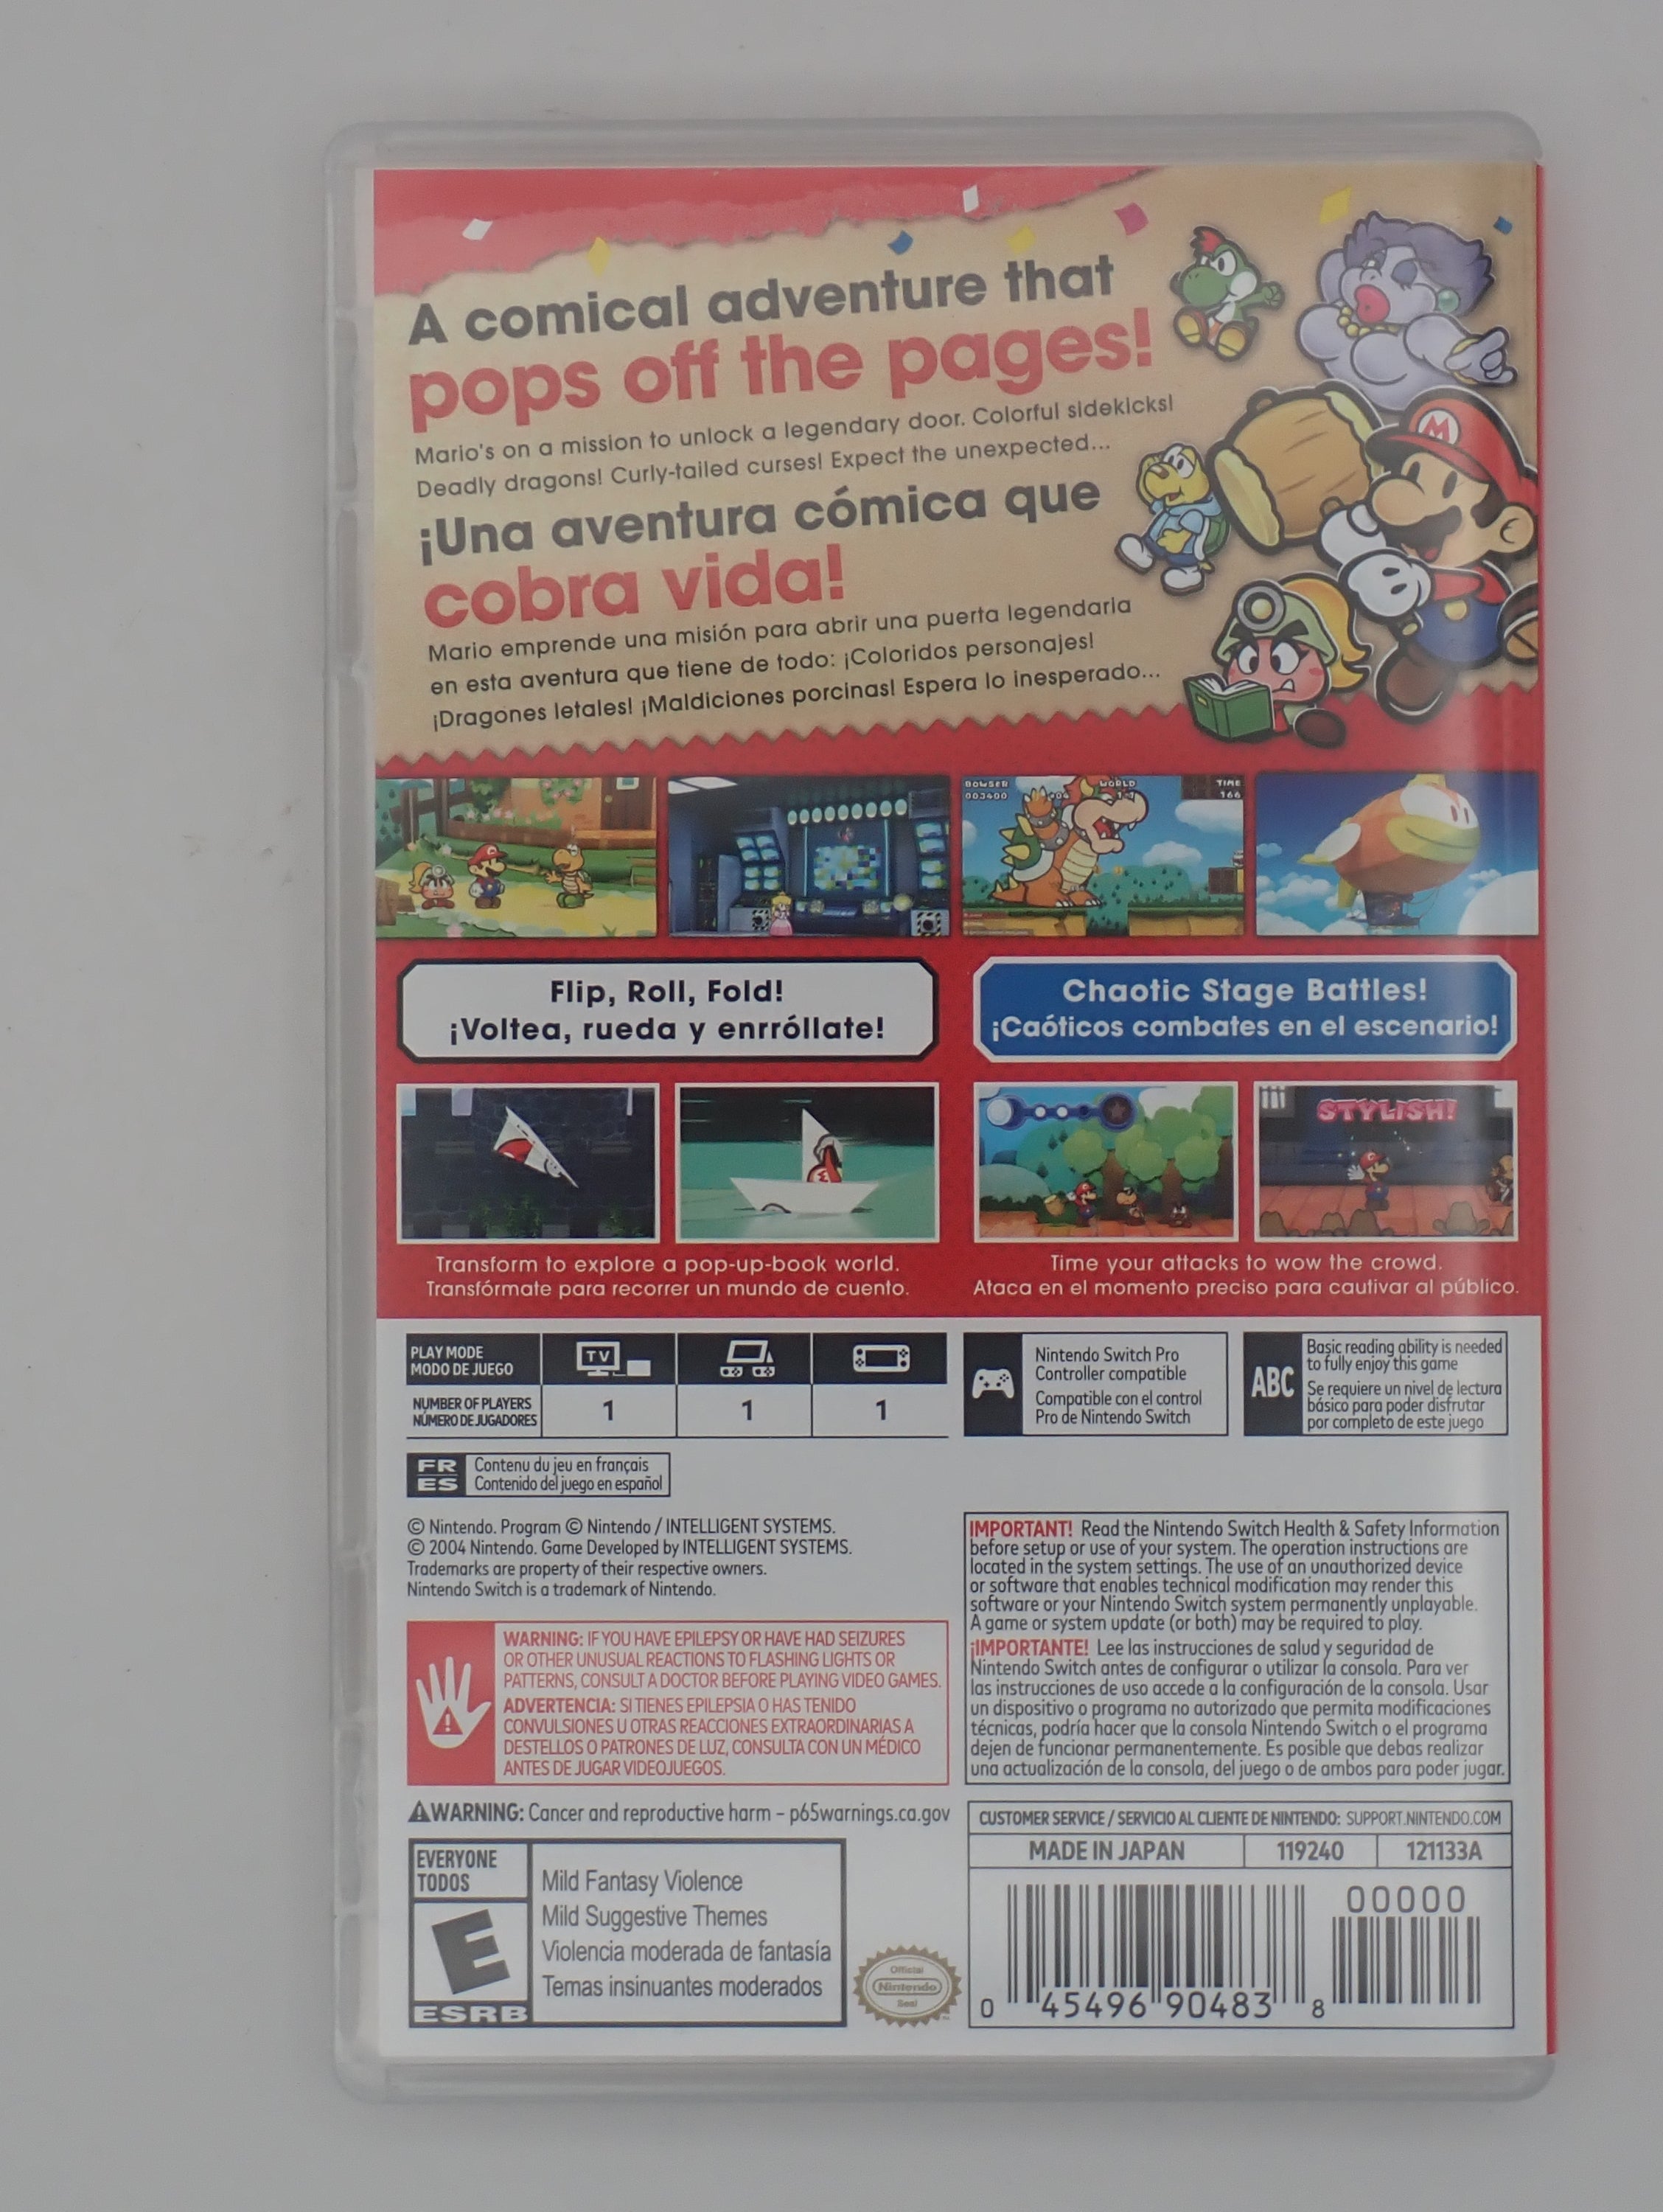 A comical adventure that
pops off the pages!
Mario's on a mission to unlock a legendary door. Colorful sidekicks!
Deadly dragons! Curly-tailed curses! Expect the unexpected...
¡Una aventura cómica que
cobra vida!
Mario emprende una misión para abrir una puerta legendaria
en esta aventura que tiene de todo: ¡Coloridos personajes!
¡Dragones letales! ¡Maldiciones porcinas! Espera lo inesperado...
BOWSER
003400
WORLD
1-1
TIME
166
Flip, Roll, Fold!
¡Voltea, rueda y enrróllate!
Chaotic Stage Battles!
¡Caóticos combates en el escenario!
STYLISH!
Transform to explore a pop-up-book world.
Transfórmate para recorrer un mundo de cuento.
Time your attacks to wow the crowd.
Ataca en el momento preciso para cautivar al público.
PLAY MODE
MODO DE JUEGO
TV
NUMBER OF PLAYERS
NÚMERO DE JUGADORES
1
1
1
Nintendo Switch Pro
Controller compatible
Compatible con el control
Pro de Nintendo Switch
ABC
Basic reading ability is needed
to fully enjoy this game
Se requiere un nivel de lectura
básico para poder disfrutar
por completo de este juego
FR
ES
Contenu du jeu en français
Contenido del juego en español
© Nintendo. Program © Nintendo / INTELLIGENT SYSTEMS.
© 2004 Nintendo. Game Developed by INTELLIGENT SYSTEMS.
Trademarks are property of their respective owners.
Nintendo Switch is a trademark of Nintendo.
IMPORTANT! Read the Nintendo Switch Health & Safety Information
before setup or use of your system. The operation instructions are
located in the system settings. The use of an unauthorized device
or software that enables technical modification may render this
software or your Nintendo Switch system permanently unplayable.
A game or system update (or both) may be required to play.
¡IMPORTANTE! Lee las instrucciones de salud y seguridad de
Nintendo Switch antes de configurar o utilizar la consola. Para ver
las instrucciones de uso accede a la configuración de la consola. Usar
un dispositivo o programa no autorizado que permita modificaciones
técnicas, podría hacer que la consola Nintendo Switch o el programa
dejen de funcionar permanentemente. Es posible que debas realizar
una actualización de la consola, del juego o de ambos para poder jugar.
WARNING: IF YOU HAVE EPILEPSY OR HAVE HAD SEIZURES
OR OTHER UNUSUAL REACTIONS TO FLASHING LIGHTS OR
PATTERNS, CONSULT A DOCTOR BEFORE PLAYING VIDEO GAMES.
ADVERTENCIA: SI TIENES EPILEPSIA O HAS TENIDO
CONVULSIONES U OTRAS REACCIONES EXTRAORDINARIAS A
DESTELLOS O PATRONES DE LUZ, CONSULTA CON UN MÉDICO
ANTES DE JUGAR VIDEOJUEGOS.
WARNING: Cancer and reproductive harm – p65warnings.ca.gov
EVERYONE
TODOS
E
ESRB
Mild Fantasy Violence
Mild Suggestive Themes
Violencia moderada de fantasía
Temas insinuantes moderados
Official
Nintendo
Seal
CUSTOMER SERVICE / SERVICIO AL CLIENTE DE NINTENDO: SUPPORT.NINTENDO.COM
MADE IN JAPAN
119240
121133A
00000
0 45496 90483 8